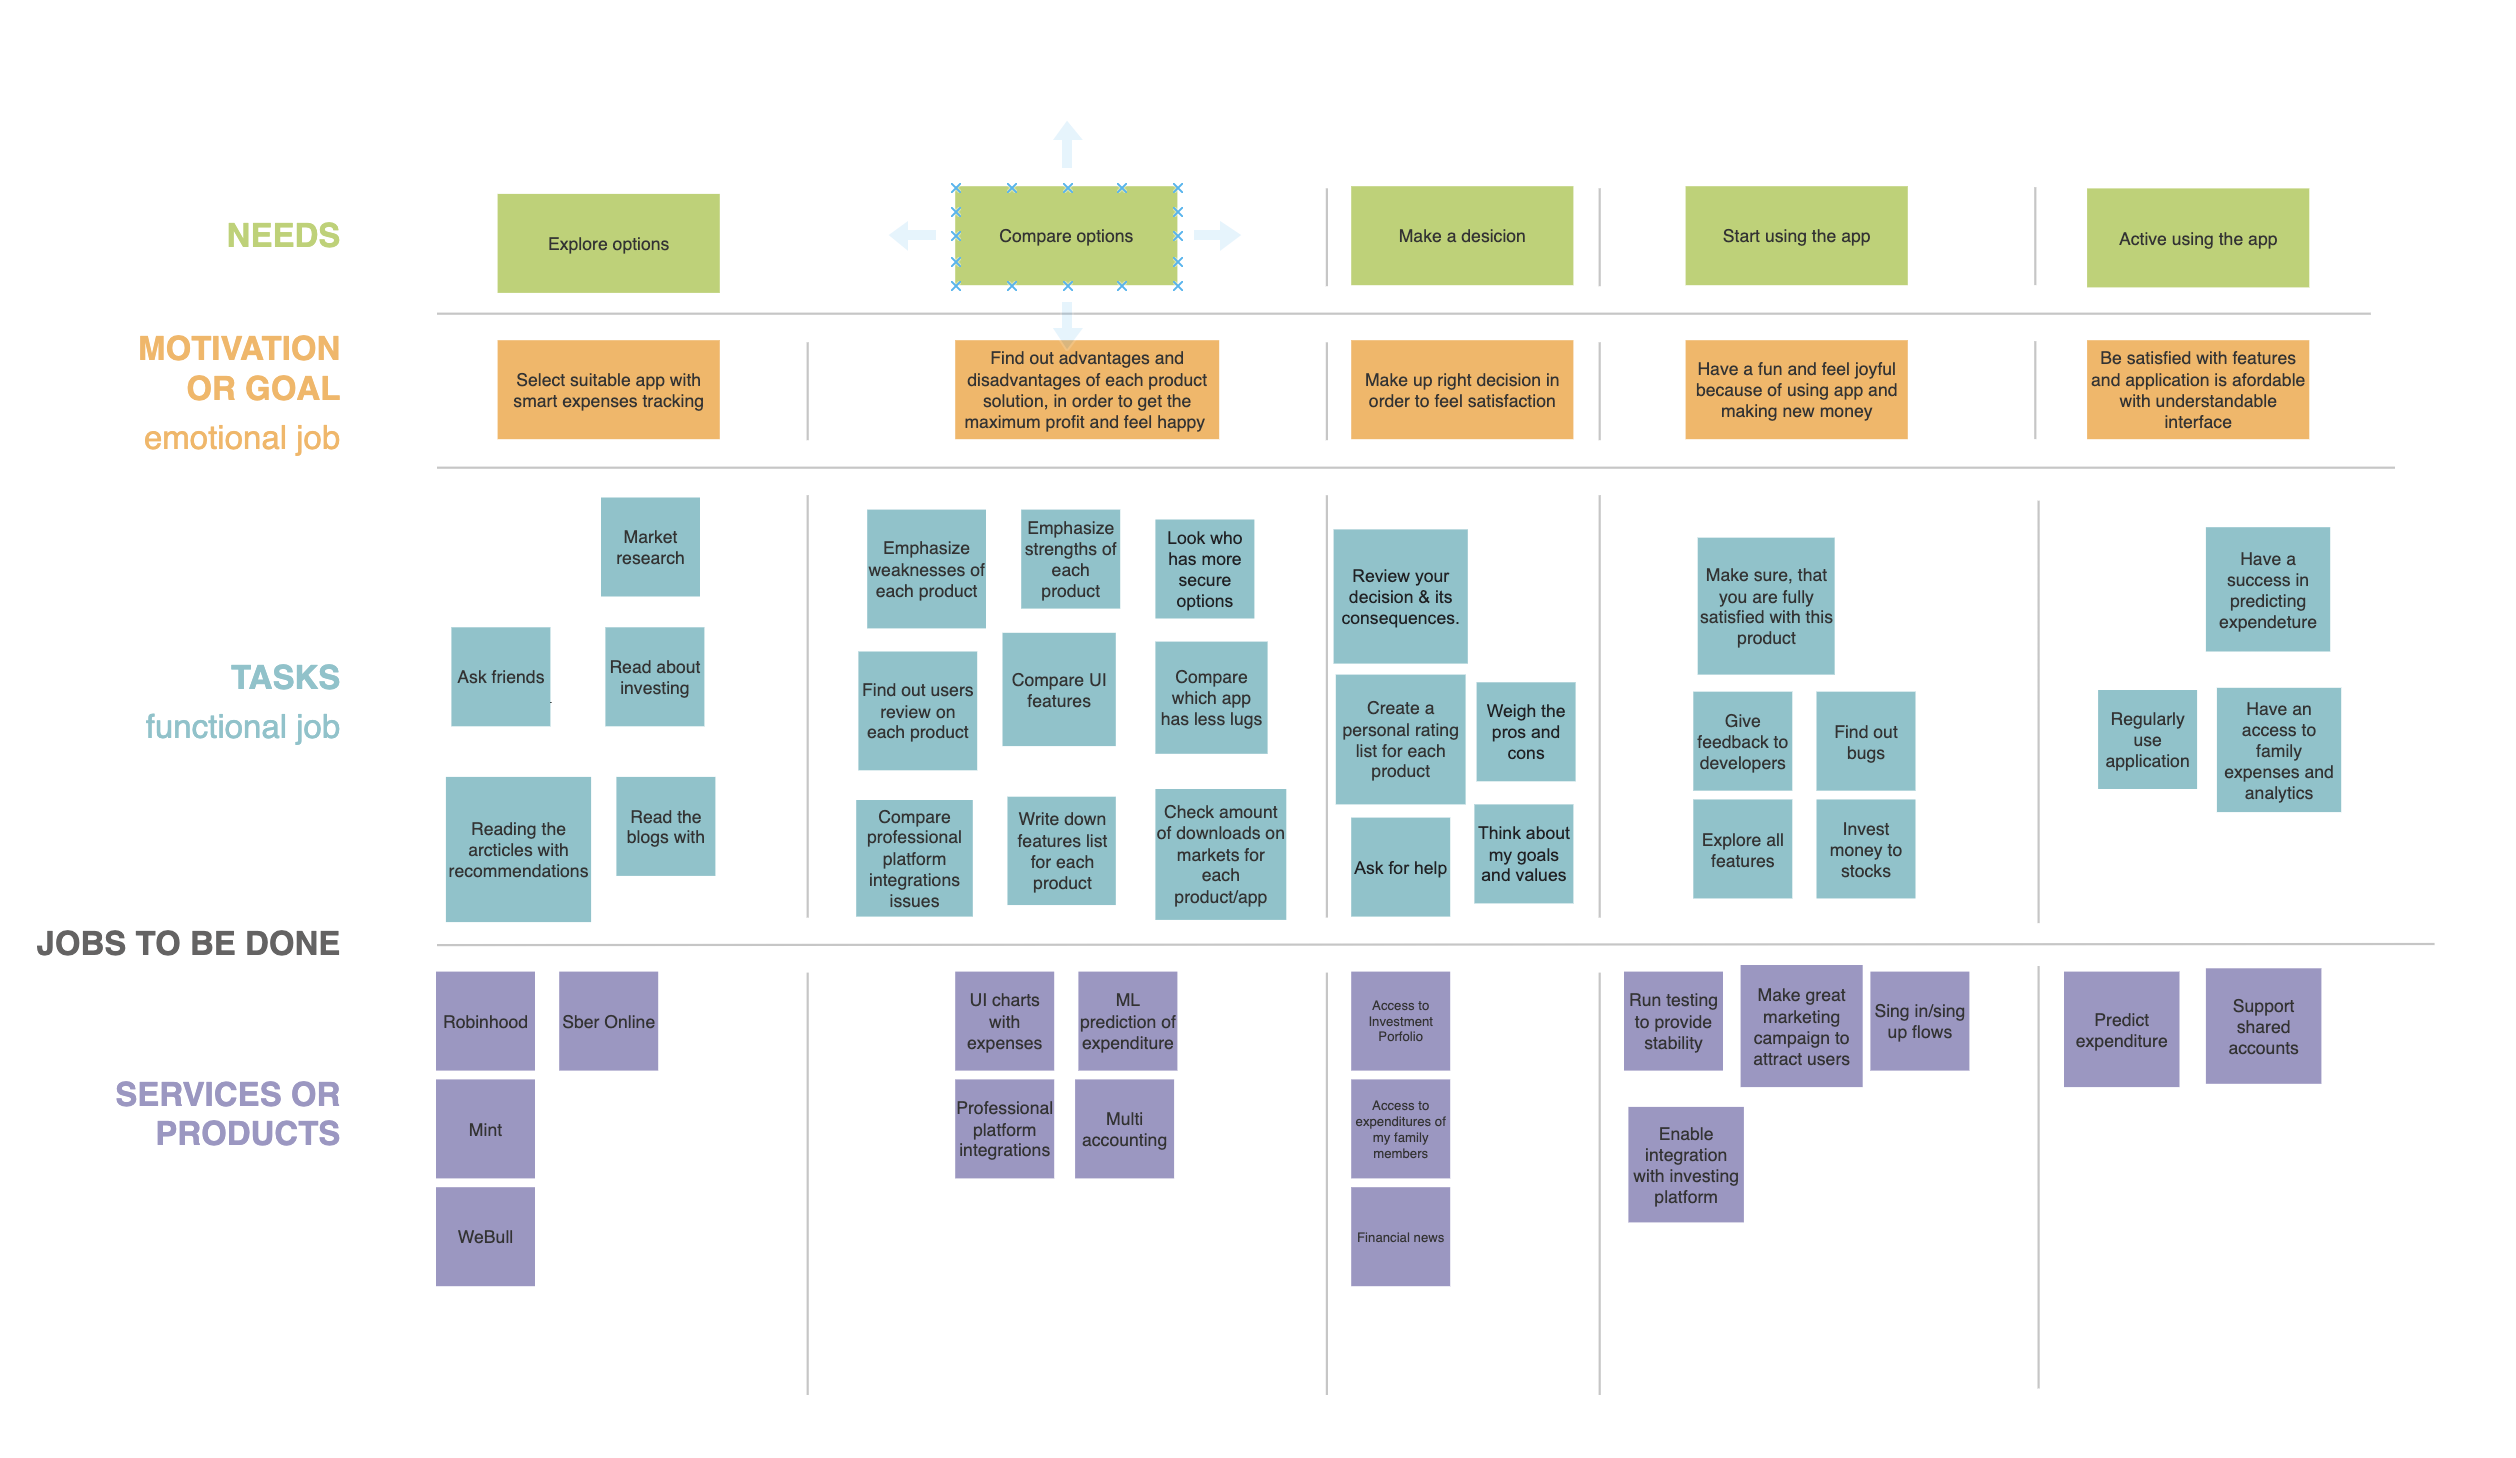 NEEDS
Explore options
Compare options
Make a desicion
Start using the app
Active using the app
MOTIVATION
OR GOAL
emotional job
Select suitable app with
smart expenses tracking
Find out advantages and
disadvantages of each product
solution, in order to get the
maximum profit and feel happy
Make up right decision in
order to feel satisfaction
Have a fun and feel joyful
because of using app and
making new money
Be satisfied with features
and application is afordable
with understandable
interface
TASKS
functional job
Market
research
Ask friends
Read about
investing
Reading the
arcticles with
recommendations
Read the
blogs with
Emphasize
weaknesses of
each product
Emphasize
strengths of
each
product
Look who
has more
secure
options
Find out users
review on
each product
Compare UI
features
Compare
which app
has less lugs
Compare
professional
platform
integrations
issues
Write down
features list
for each
product
Check amount
of downloads on
markets for
each
product/app
Review your
decision & its
consequences.
Create a
personal rating
list for each
product
Weigh the
pros and
cons
Ask for help
Think about
my goals
and values
Make sure, that
you are fully
satisfied with this
product
Give
feedback to
developers
Find out
bugs
Explore all
features
Invest
money to
stocks
Have a
success in
predicting
expendeture
Regularly
use
application
Have an
access to
family
expenses and
analytics
JOBS TO BE DONE
SERVICES OR
PRODUCTS
Robinhood
Sber Online
Mint
WeBull
UI charts
with
expenses
ML
prediction of
expenditure
Professional
platform
integrations
Multi
accounting
Access to
Investment
Porfolio
Access to
expenditures of
my family
members
Financial news
Run testing
to provide
stability
Make great
marketing
campaign to
attract users
Sing in/sing
up flows
Enable
integration
with investing
platform
Predict
expenditure
Support
shared
accounts